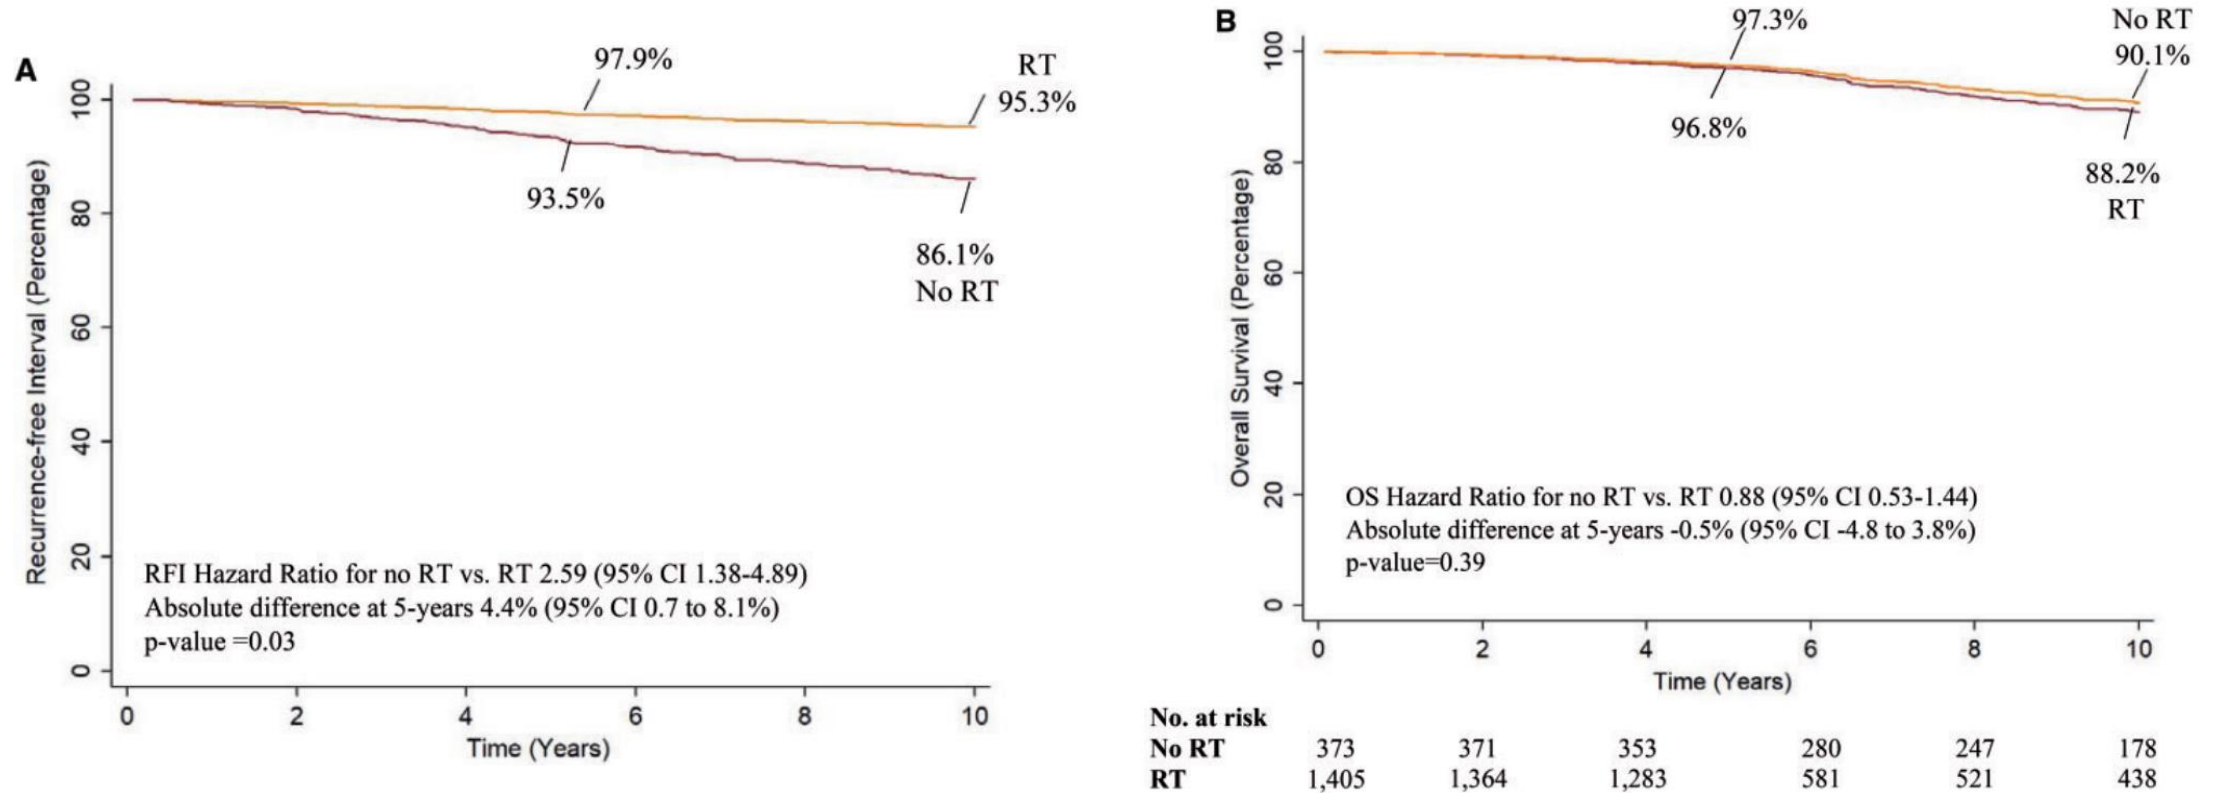 A
97.9%
RT
95.3%
93.5%
86.1%
No RT
Recurrence-free Interval (Percentage)
100
80
60
40
20
0
RFI Hazard Ratio for no RT vs. RT 2.59 (95% CI 1.38-4.89)
Absolute difference at 5-years 4.4% (95% CI 0.7 to 8.1%)
p-value =0.03
0 2 4 6 8 10
Time (Years)
B
97.3%
No RT
90.1%
96.8%
88.2%
RT
Overall Survival (Percentage)
100
80
60
40
20
0
OS Hazard Ratio for no RT vs. RT 0.88 (95% CI 0.53-1.44)
Absolute difference at 5-years -0.5% (95% CI -4.8 to 3.8%)
p-value=0.39
0 2 4 6 8 10
Time (Years)
No. at risk
No RT 373 371 353 280 247 178
RT 1,405 1,364 1,283 581 521 438